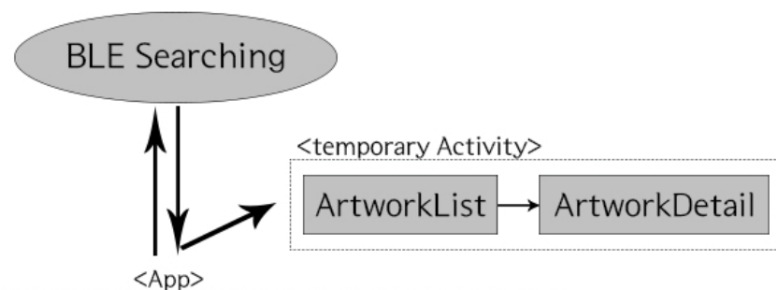 BLE Searching
<temporary Activity>
ArtworkList
ArtworkDetail
<App>